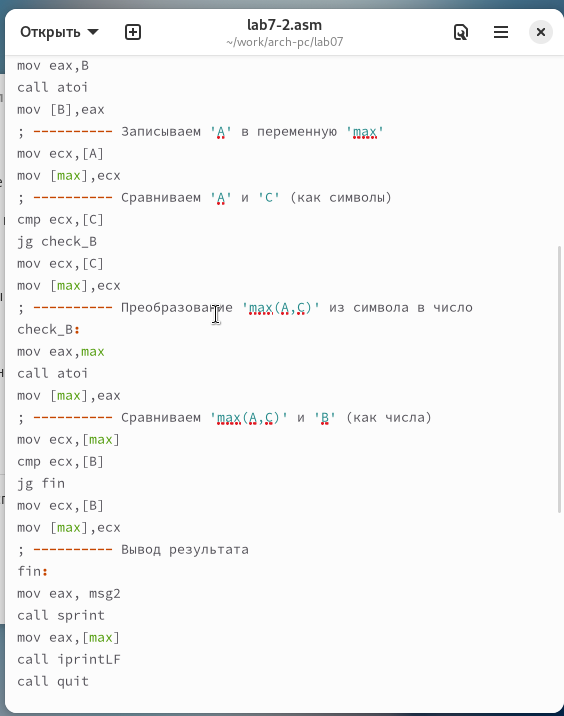 Открыть
lab7-2.asm
~/work/arch-pc/lab07
mov eax,B
call atoi
mov [B],eax
; ---------- Записываем 'A' в переменную 'max'
mov ecx,[A]
mov [max],ecx
; ---------- Сравниваем 'A' и 'C' (как символы)
cmp ecx,[C]
jg check_B
mov ecx,[C]
mov [max],ecx
; ---------- Преобразование 'max(A,C)' из символа в число
check_B:
mov eax,max
call atoi
mov [max],eax
; ---------- Сравниваем 'max(A,C)' и 'B' (как числа)
mov ecx,[max]
cmp ecx,[B]
jg fin
mov ecx,[B]
mov [max],ecx
; ---------- Вывод результата
fin:
mov eax, msg2
call sprint
mov eax,[max]
call iprintLF
call quit